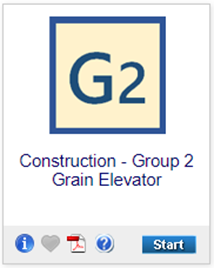 G2
Construction - Group 2
Grain Elevator
Start